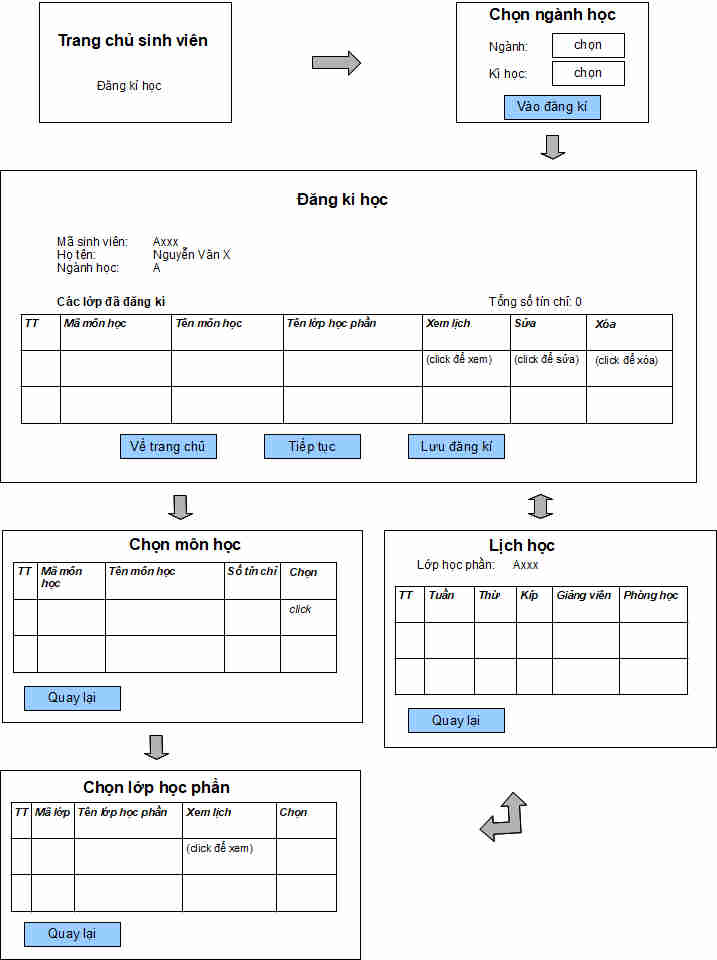 Trang chủ sinh viên
Đăng kí học
Chọn ngành học
Ngành: chọn
Kì học: chọn
Vào đăng kí
Đăng kí học
Mã sinh viên: Axxx
Họ tên: Nguyễn Văn X
Ngành học: A
Các lớp đã đăng kí Tổng số tín chỉ: 0
TT Mã môn học Tên môn học Tên lớp học phần Xem lịch Sửa Xóa
(click để xem) (click để sửa) (click để xóa)
Về trang chủ Tiếp tục Lưu đăng kí
Chọn môn học
TT Mã môn học Tên môn học Số tín chỉ Chọn
click
Quay lại
Lịch học
Lớp học phần: Axxx
TT Tuần Thứ Kíp Giảng viên Phòng học
Quay lại
Chọn lớp học phần
TT Mã lớp Tên lớp học phần Xem lịch Chọn
(click để xem)
Quay lại